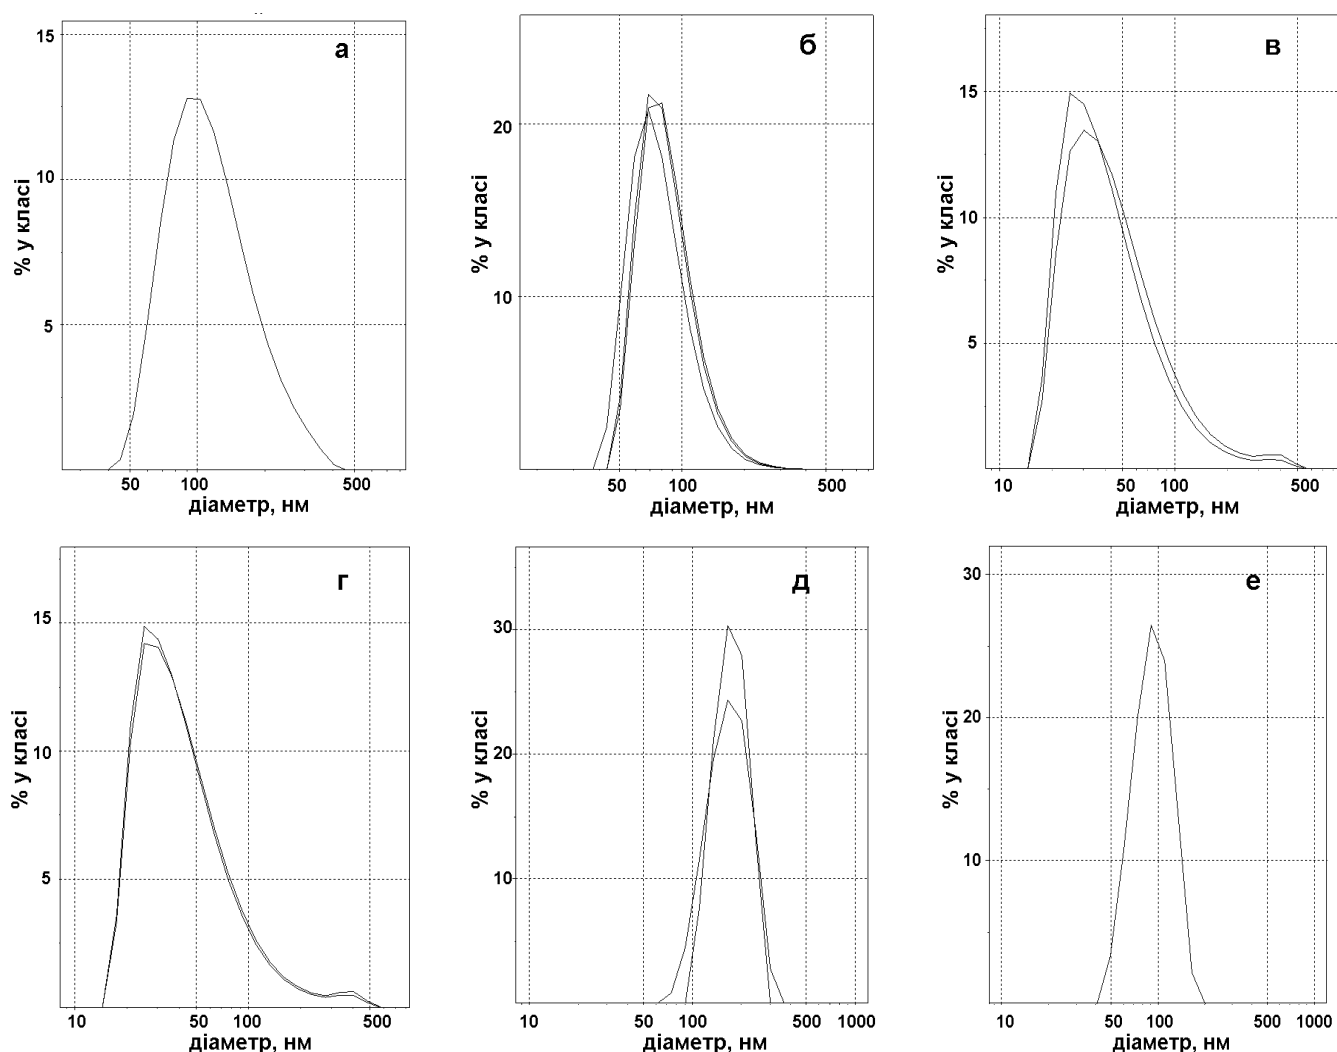 а
15
10
5
% у класі
50 100 500
діаметр, нм
б
20
10
% у класі
50 100 500
діаметр, нм
в
15
10
5
% у класі
10 50 100 500
діаметр, нм
г
15
10
5
% у класі
10 50 100 500
діаметр, нм
д
30
20
10
% у класі
10 50 100 500 1000
діаметр, нм
е
30
20
10
% у класі
10 50 100 500 1000
діаметр, нм